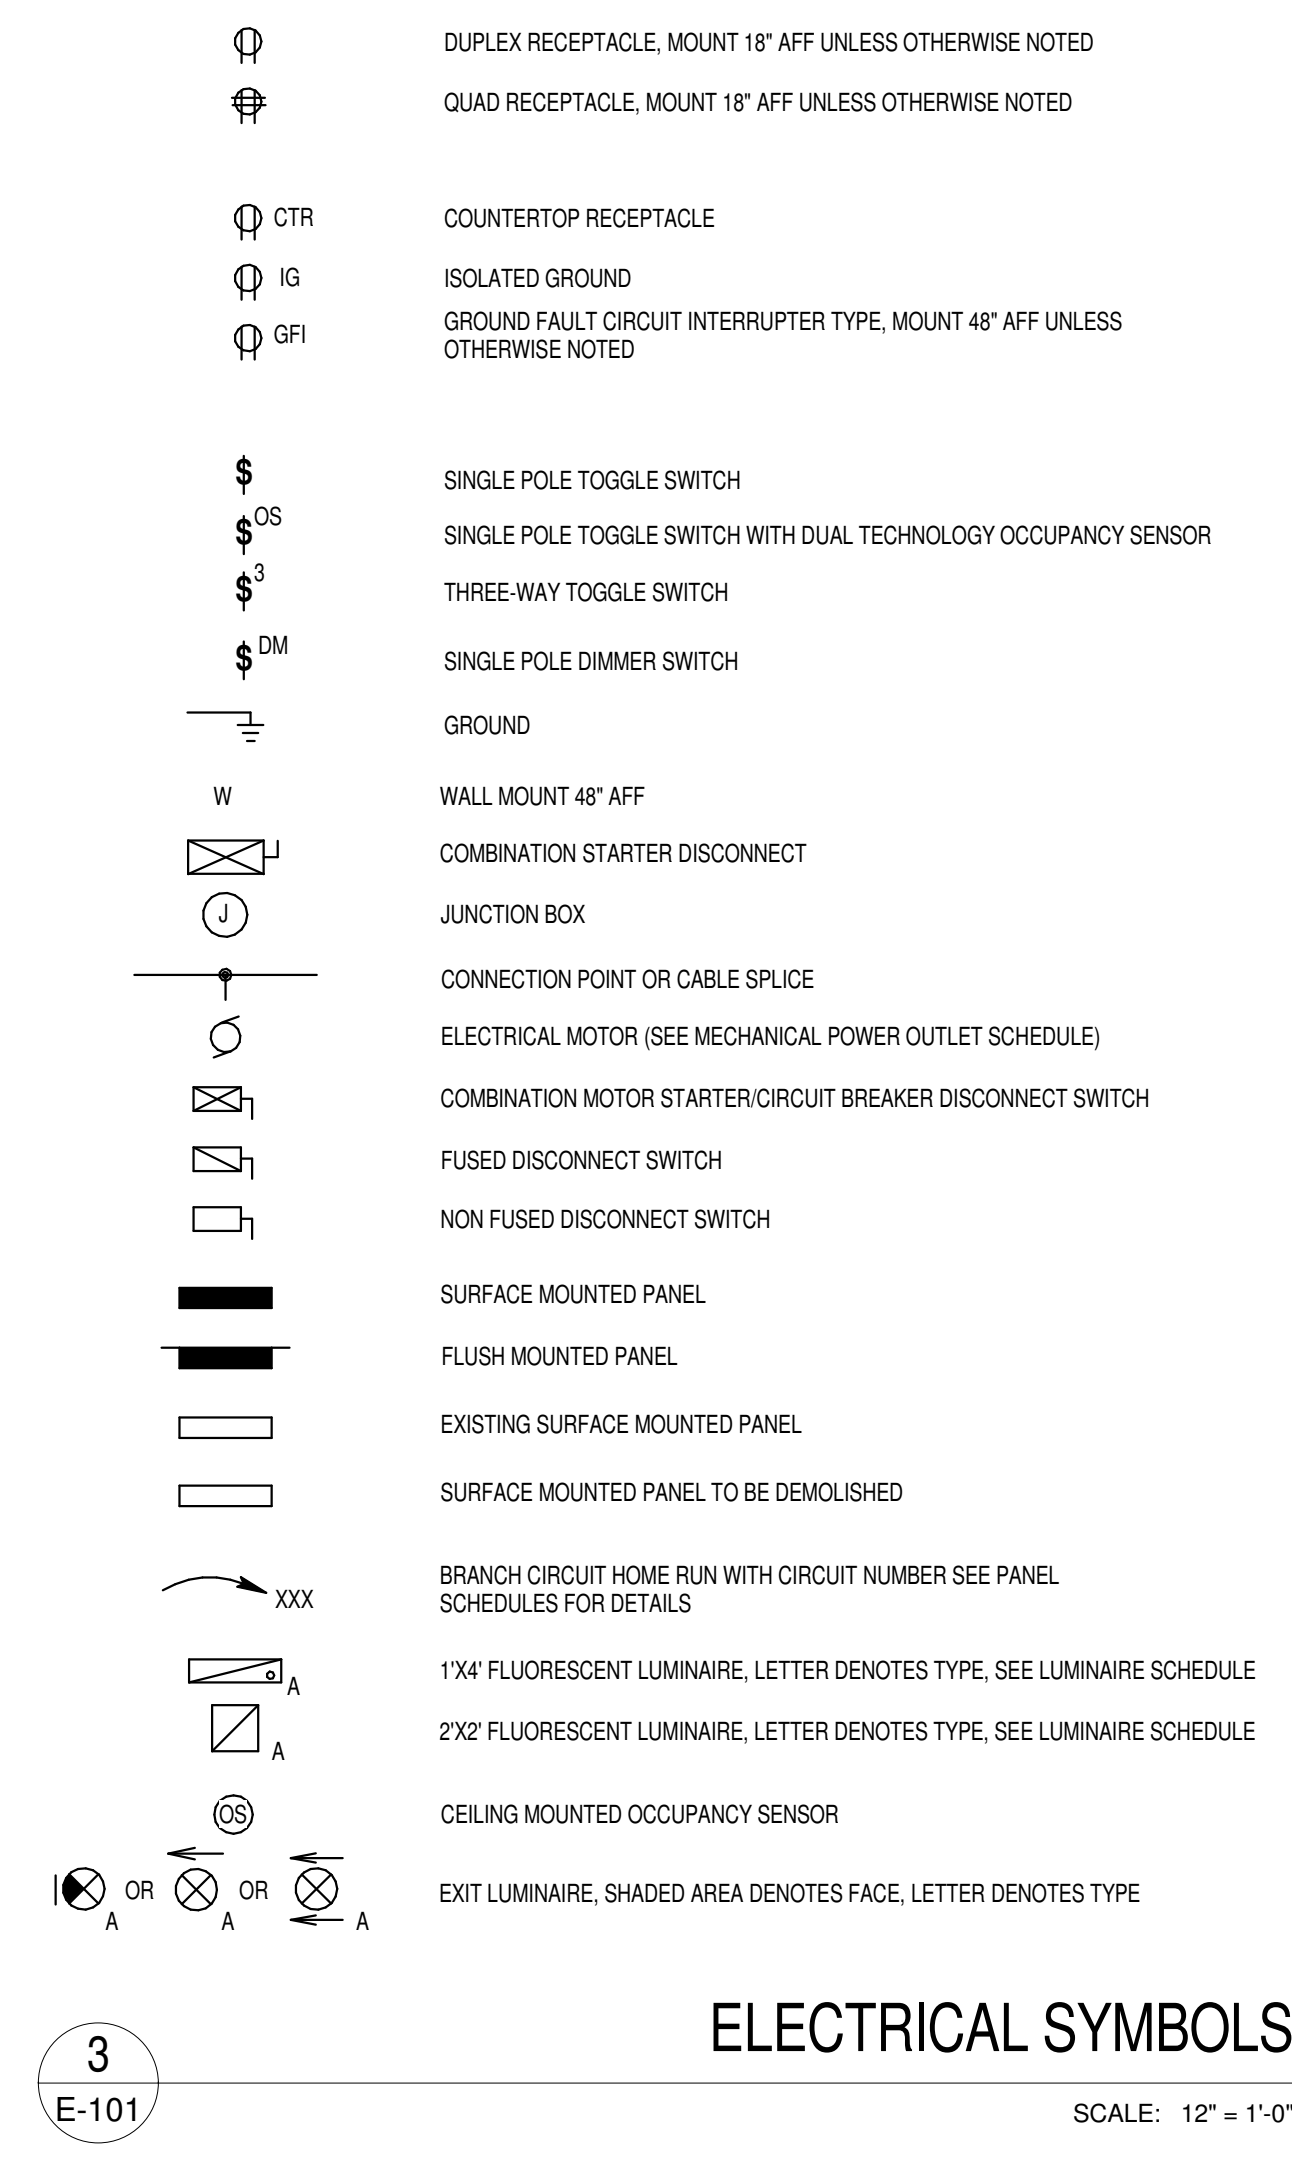 DUPLEX RECEPTACLE, MOUNT 18" AFF UNLESS OTHERWISE NOTED
QUAD RECEPTACLE, MOUNT 18" AFF UNLESS OTHERWISE NOTED
CTR COUNTERTOP RECEPTACLE
IG ISOLATED GROUND
GFI GROUND FAULT CIRCUIT INTERRUPTER TYPE, MOUNT 48" AFF UNLESS
OTHERWISE NOTED
$ SINGLE POLE TOGGLE SWITCH
$OS SINGLE POLE TOGGLE SWITCH WITH DUAL TECHNOLOGY OCCUPANCY SENSOR
$3 THREE-WAY TOGGLE SWITCH
$DM SINGLE POLE DIMMER SWITCH
GROUND
W WALL MOUNT 48" AFF
COMBINATION STARTER DISCONNECT
J JUNCTION BOX
CONNECTION POINT OR CABLE SPLICE
ELECTRICAL MOTOR (SEE MECHANICAL POWER OUTLET SCHEDULE)
COMBINATION MOTOR STARTER/CIRCUIT BREAKER DISCONNECT SWITCH
FUSED DISCONNECT SWITCH
NON FUSED DISCONNECT SWITCH
SURFACE MOUNTED PANEL
FLUSH MOUNTED PANEL
EXISTING SURFACE MOUNTED PANEL
SURFACE MOUNTED PANEL TO BE DEMOLISHED
XXX BRANCH CIRCUIT HOME RUN WITH CIRCUIT NUMBER SEE PANEL
SCHEDULES FOR DETAILS
A 1'X4' FLUORESCENT LUMINAIRE, LETTER DENOTES TYPE, SEE LUMINAIRE SCHEDULE
A 2'X2' FLUORESCENT LUMINAIRE, LETTER DENOTES TYPE, SEE LUMINAIRE SCHEDULE
OS CEILING MOUNTED OCCUPANCY SENSOR
A OR A OR A EXIT LUMINAIRE, SHADED AREA DENOTES FACE, LETTER DENOTES TYPE
ELECTRICAL SYMBOLS
3
E-101
SCALE: 12" = 1'-0"